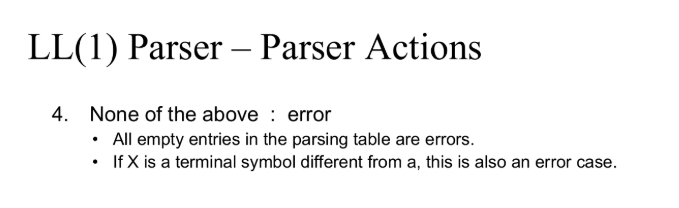 LL(1) Parser – Parser Actions
4. None of the above : error
• All empty entries in the parsing table are errors.
• If X is a terminal symbol different from a, this is also an error case.